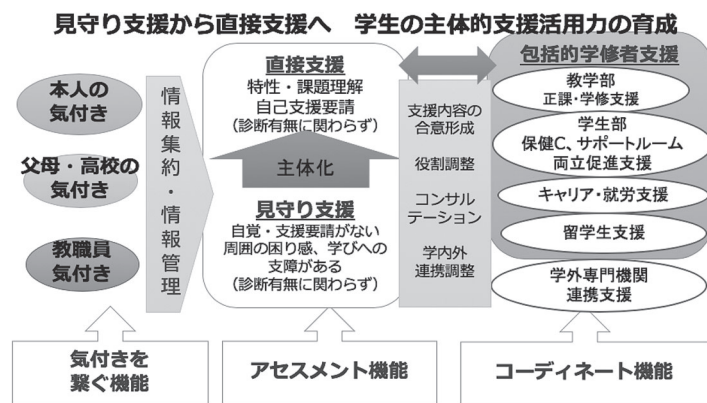 見守り支援から直接支援へ　学生の主体的支援活用力の育成
本人の
気付き
父母・高校の
気付き
教職員
気付き
情報集約・情報管理
直接支援
特性・課題理解
自己支援要請
（診断有無に関わらず）
主体化
見守り支援
自覚・支援要請がない
周囲の困り感、学びへの
支障がある
（診断有無に関わらず）
支援内容の
合意形成
役割調整
コンサル
テーション
学内外
連携調整
包括的学修者支援
教学部
正課・学修支援
学生部
保健C、サポートルーム
両立促進支援
キャリア・就労支援
留学生支援
学外専門機関
連携支援
気付きを
繋ぐ機能
アセスメント機能
コーディネート機能